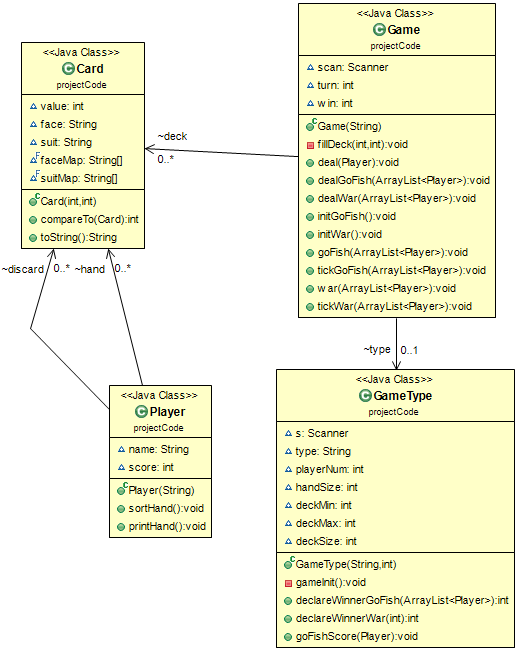 <<Java Class>>
Game
projectCode
scan: Scanner
turn: int
win: int
Game(String)
fillDeck(int,int):void
deal(Player):void
dealGoFish(ArrayList<Player>):void
dealWar(ArrayList<Player>):void
initGoFish():void
initWar():void
goFish(ArrayList<Player>):void
tickGoFish(ArrayList<Player>):void
war(ArrayList<Player>):void
tickWar(ArrayList<Player>):void
<<Java Class>>
Card
projectCode
value: int
face: String
suit: String
faceMap: String[]
suitMap: String[]
Card(int,int)
compareTo(Card):int
toString():String
~deck
0..*
~discard
0..*
~hand
0..*
~type
0..1
<<Java Class>>
Player
projectCode
name: String
score: int
Player(String)
sortHand():void
printHand():void
<<Java Class>>
GameType
projectCode
s: Scanner
type: String
playerNum: int
handSize: int
deckMin: int
deckMax: int
deckSize: int
GameType(String,int)
gameInit():void
declareWinnerGoFish(ArrayList<Player>):int
declareWinnerWar(int):int
goFishScore(Player):void